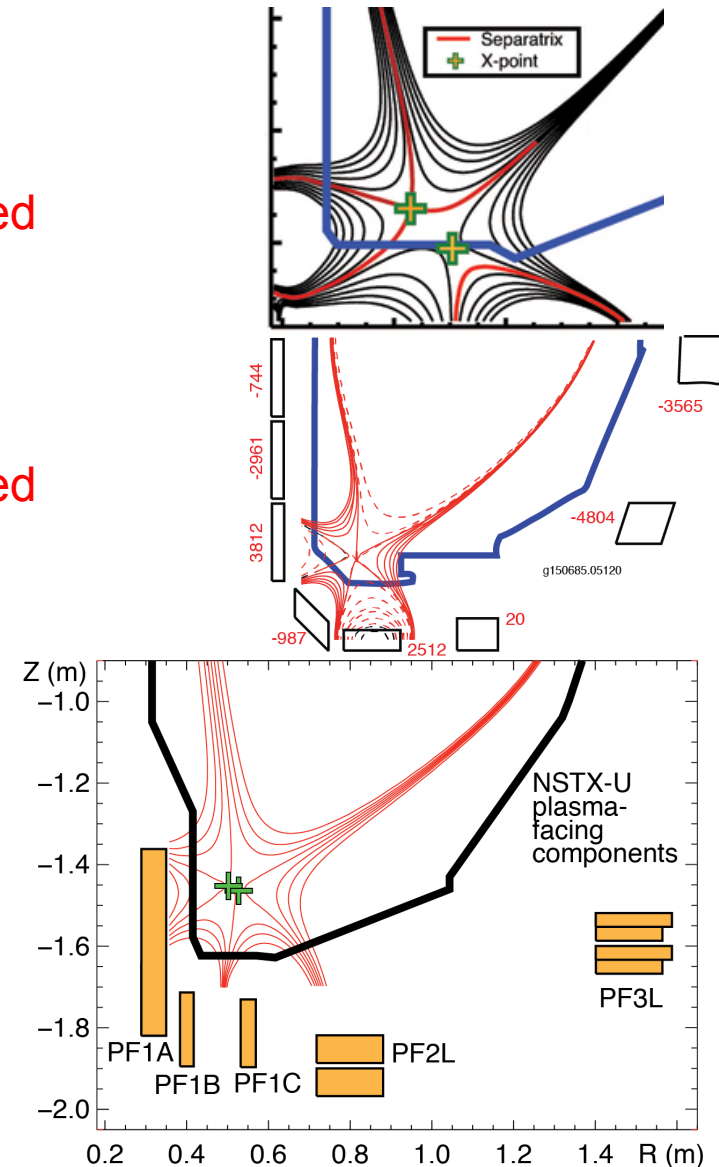 Separatrix
X-point
ed
-744
-3565
-2961
ed
-4804
3812
g150685.05120
-987
2512
20
Z (m)
−1.0
−1.2
−1.4
−1.6
−1.8
−2.0
NSTX-U
plasma-
facing
components
PF3L
PF1A
PF1B
PF1C
PF2L
0.2 0.4 0.6 0.8 1.0 1.2 1.4 R (m)